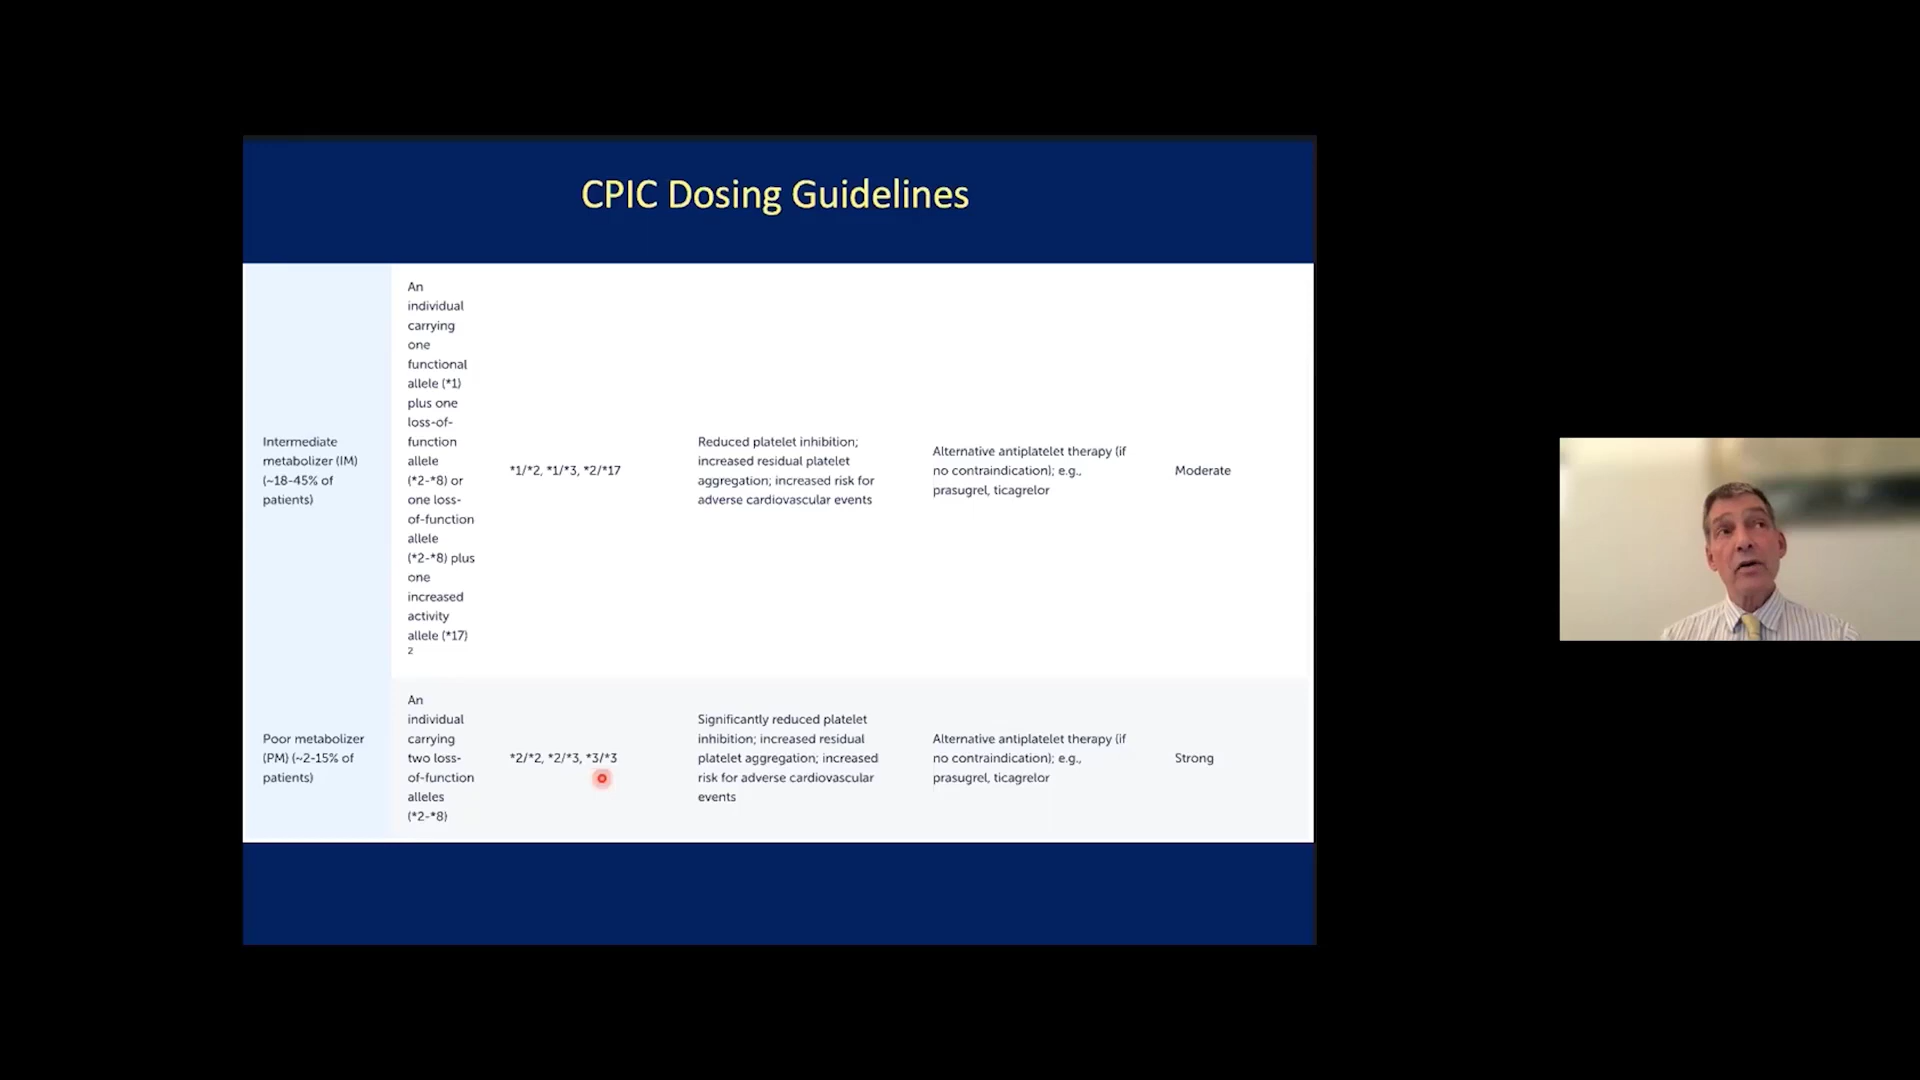 CPIC Dosing Guidelines
Intermediate
metabolizer (IM)
(~18-45% of
patients)
An
individual
carrying
one
functional
allele (*1)
plus one
loss-of-
function
allele
(*2-*8) or
one loss-
of-function
allele
(*2-*8) plus
one
increased
activity
allele (*17)
2
*1/*2, *1/*3, *2/*17
Reduced platelet inhibition;
increased residual platelet
aggregation; increased risk for
adverse cardiovascular events
Alternative antiplatelet therapy (if
no contraindication); e.g.,
prasugrel, ticagrelor
Moderate
Poor metabolizer
(PM) (~2-15% of
patients)
An
individual
carrying
two loss-
of-function
alleles
(*2-*8)
*2/*2, *2/*3, *3/*3
Significantly reduced platelet
inhibition; increased residual
platelet aggregation; increased
risk for adverse cardiovascular
events
Alternative antiplatelet therapy (if
no contraindication); e.g.,
prasugrel, ticagrelor
Strong